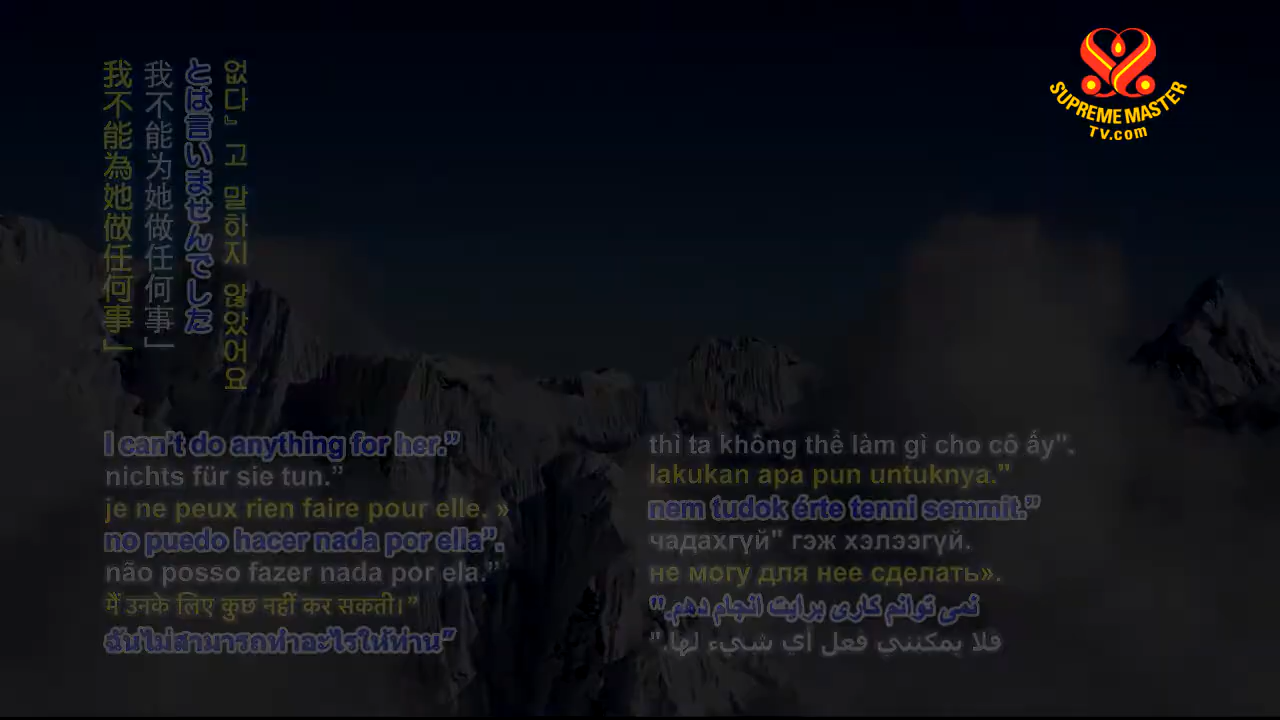 我不能為她做任何事」
我不能为她做任何事」
とは言いませんでした
없다』고 말하지 않았어요
SUPREME MASTER
TV.com
I can't do anything for her.”
nichts für sie tun.”
je ne peux rien faire pour elle. »
no puedo hacer nada por ella”.
não posso fazer nada por ela.”
मैं उनके लिए कुछ नहीं कर सकती।”
ฉันไม่สามารถทำอะไรให้ท่าน”
thì ta không thể làm gì cho cô ấy".
lakukan apa pun untuknya."
nem tudok érte tenni semmit.”
чадахгүй" гэж хэлээгүй.
не могу для нее сделать».
نمی توانم کاری برایت انجام دهم."
فلا يمكنني فعل أي شيء لها."